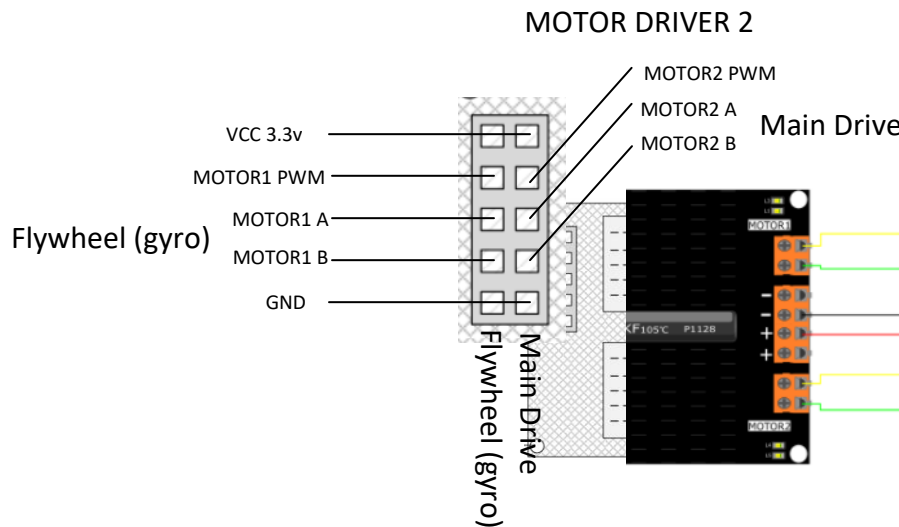 MOTOR DRIVER 2
MOTOR2 PWM
MOTOR2 A
MOTOR2 B
Main Drive
VCC 3.3v
MOTOR1 PWM
MOTOR1 A
MOTOR1 B
GND
Flywheel (gyro)
Flywheel (gyro)
Main Drive
MOTOR1
-
-
+
+
KF105℃ P1128
MOTOR2